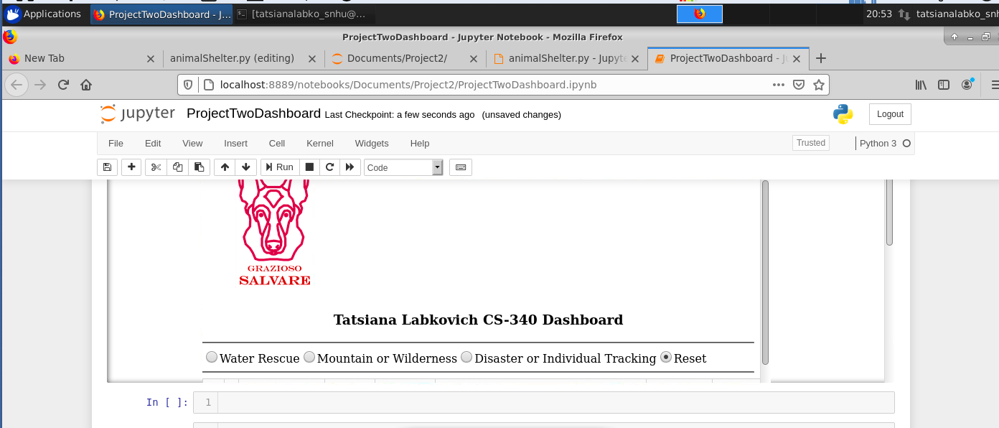 Applications ProjectTwoDashboard - J... [tatsianalabko_snhu@... 20:53 tatsianalabko_snh
ProjectTwoDashboard - Jupyter Notebook - Mozilla Firefox
New Tab animalShelter.py (editing) Documents/Project2/ animalShelter.py - Jupyte ProjectTwoDashboard - Ju
localhost:8889/notebooks/Documents/Project2/ProjectTwoDashboard.ipynb
jupyter ProjectTwoDashboard Last Checkpoint: a few seconds ago (unsaved changes) Logout
File Edit View Insert Cell Kernel Widgets Help Trusted Python 3
Run Code
GRAZIOSO
SALVARE
Tatsiana Labkovich CS-340 Dashboard
Water Rescue Mountain or Wilderness Disaster or Individual Tracking Reset
In [ ]: 1